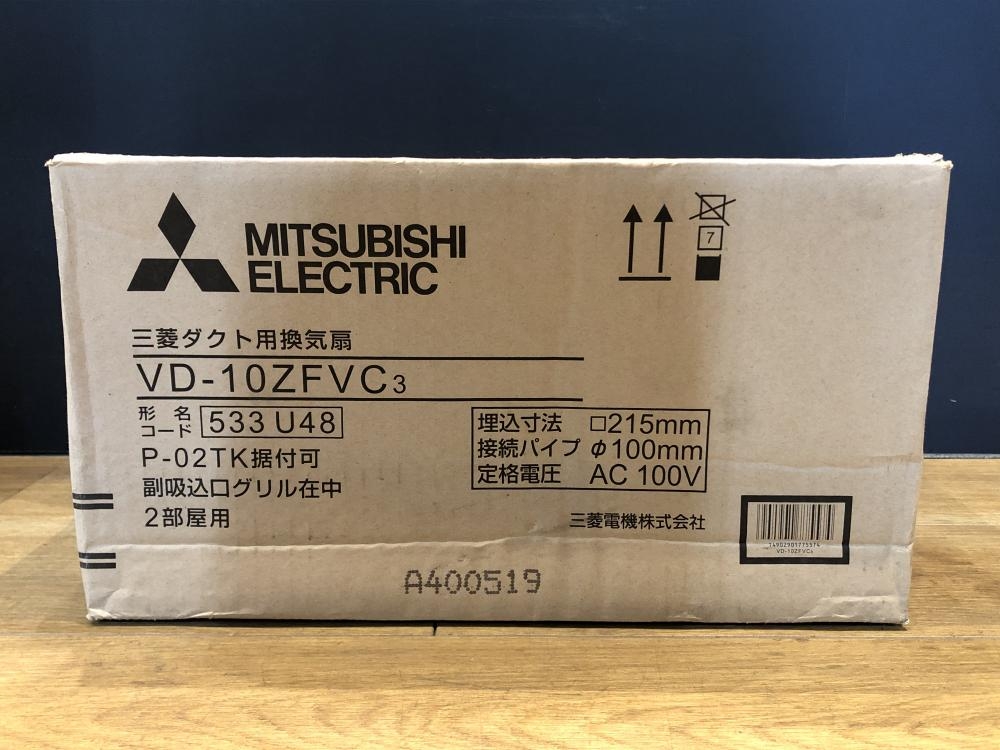 MITSUBISHI
ELECTRIC
7
三菱ダクト用換気扇
VD-10ZFVC3
形名
コード 533 U48
P-02TK据付可
副吸込口グリル在中
2部屋用
埋込寸法 □215mm
接続パイプ φ100mm
定格電圧 AC 100V
三菱電機株式会社
14902901775574
VD-10ZFVC3
A400519